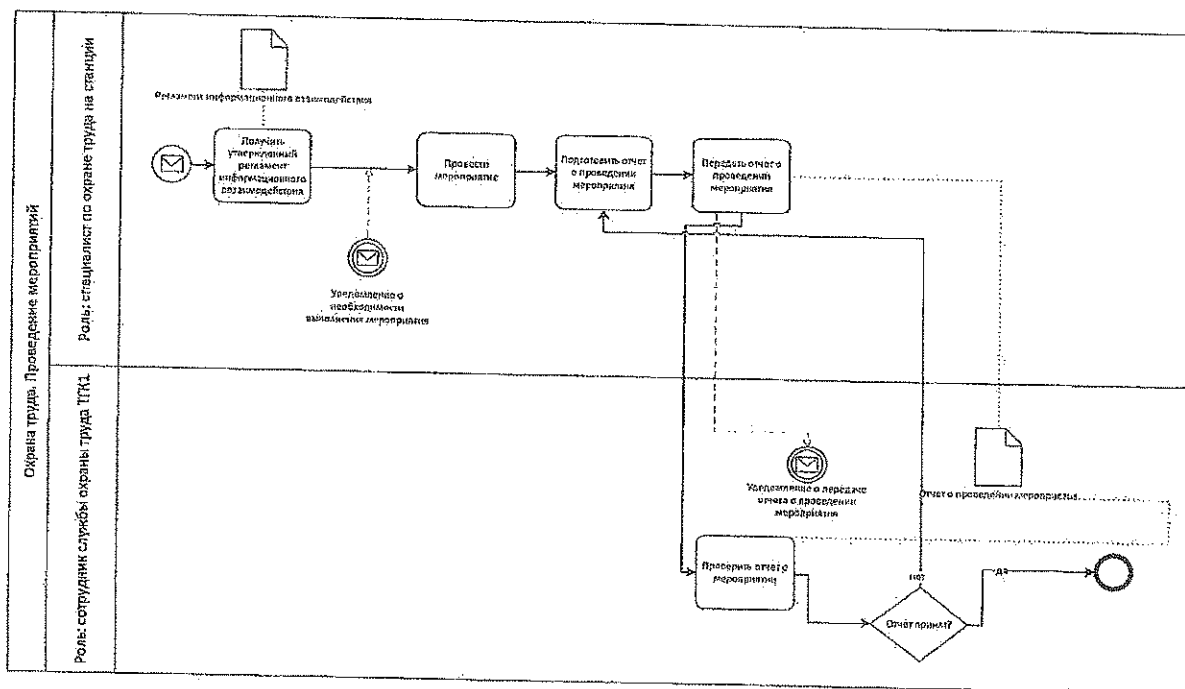 Охрана труда. Проведение мероприятий
Роль: специалист по охране труда на станции
Регламент информационного взаимодействия
Получить
утвержденный
регламент
информационного
взаимодействия
Провести
мероприятие
Подготовить отчет
о проведении
мероприятия
Передать отчет о
проведении
мероприятия
Уведомление о
необходимости
выполнения мероприятия
Роль: сотрудник службы охраны труда ТГК1
Уведомление о передаче
отчета о проведении
мероприятия
Отчет о проведении мероприятия
Проверить отчет о
мероприятии
Нет
Да
Отчет принят?